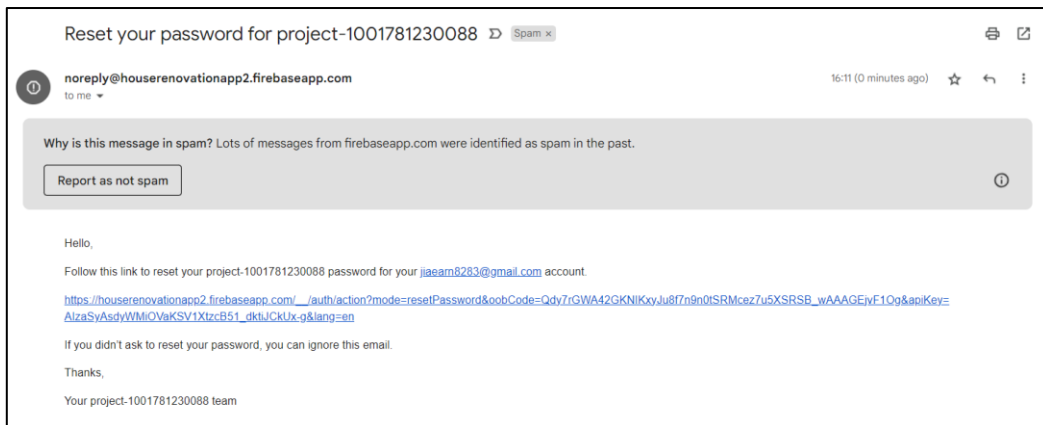 Reset your password for project-1001781230088 Spam ×
noreply@houserenovationapp2.firebaseapp.com 16:11 (0 minutes ago)
to me
Why is this message in spam? Lots of messages from firebaseapp.com were identified as spam in the past.
Report as not spam
Hello,
Follow this link to reset your project-1001781230088 password for your jiaearn8283@gmail.com account.
https://houserenovationapp2.firebaseapp.com/__/auth/action?mode=resetPassword&oobCode=Qdy7rGWA42GKNIKxyJu8f7n9n0tSRMcez7u5XSRSB_wAAAGEjvF1Og&apiKey=
AIzaSyAsdyWMiOVaKSV1XtzcB51_dktiJCkUx-g&lang=en
If you didn't ask to reset your password, you can ignore this email.
Thanks,
Your project-1001781230088 team